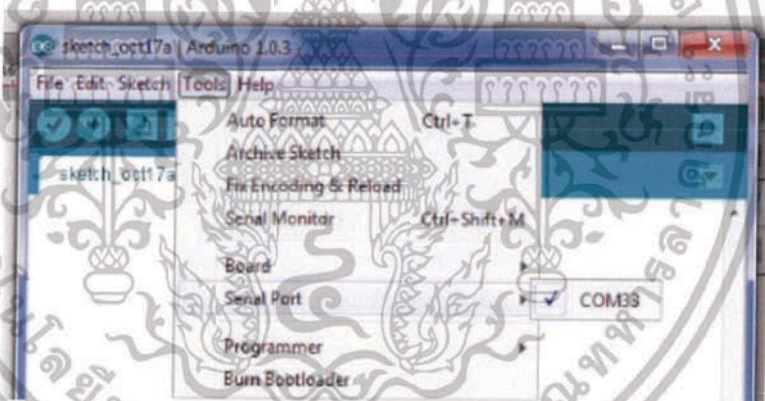 sketch_oct17a | Arduino 1.0.3
File Edit Sketch Tools Help
Auto Format Ctrl+T
Archive Sketch
sketch_oct17a
Fix Encoding & Reload
Serial Monitor Ctrl+Shift+M
Board
Serial Port
COM33
Programmer
Burn Bootloader